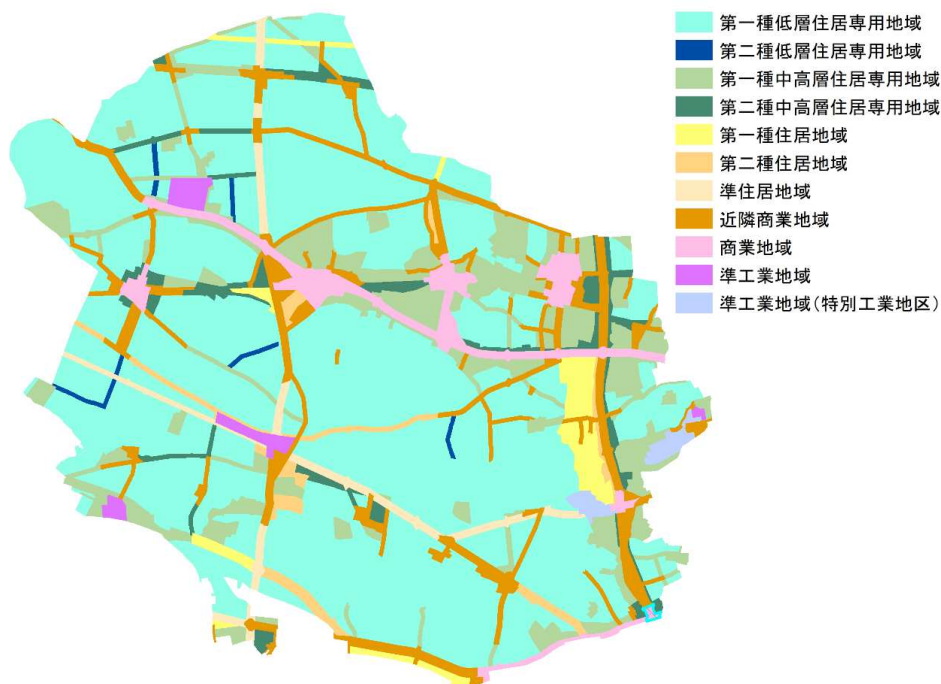 第一種低層住居専用地域
第二種低層住居専用地域
第一種中高層住居専用地域
第二種中高層住居専用地域
第一種住居地域
第二種住居地域
準住居地域
近隣商業地域
商業地域
準工業地域
準工業地域(特別工業地区)